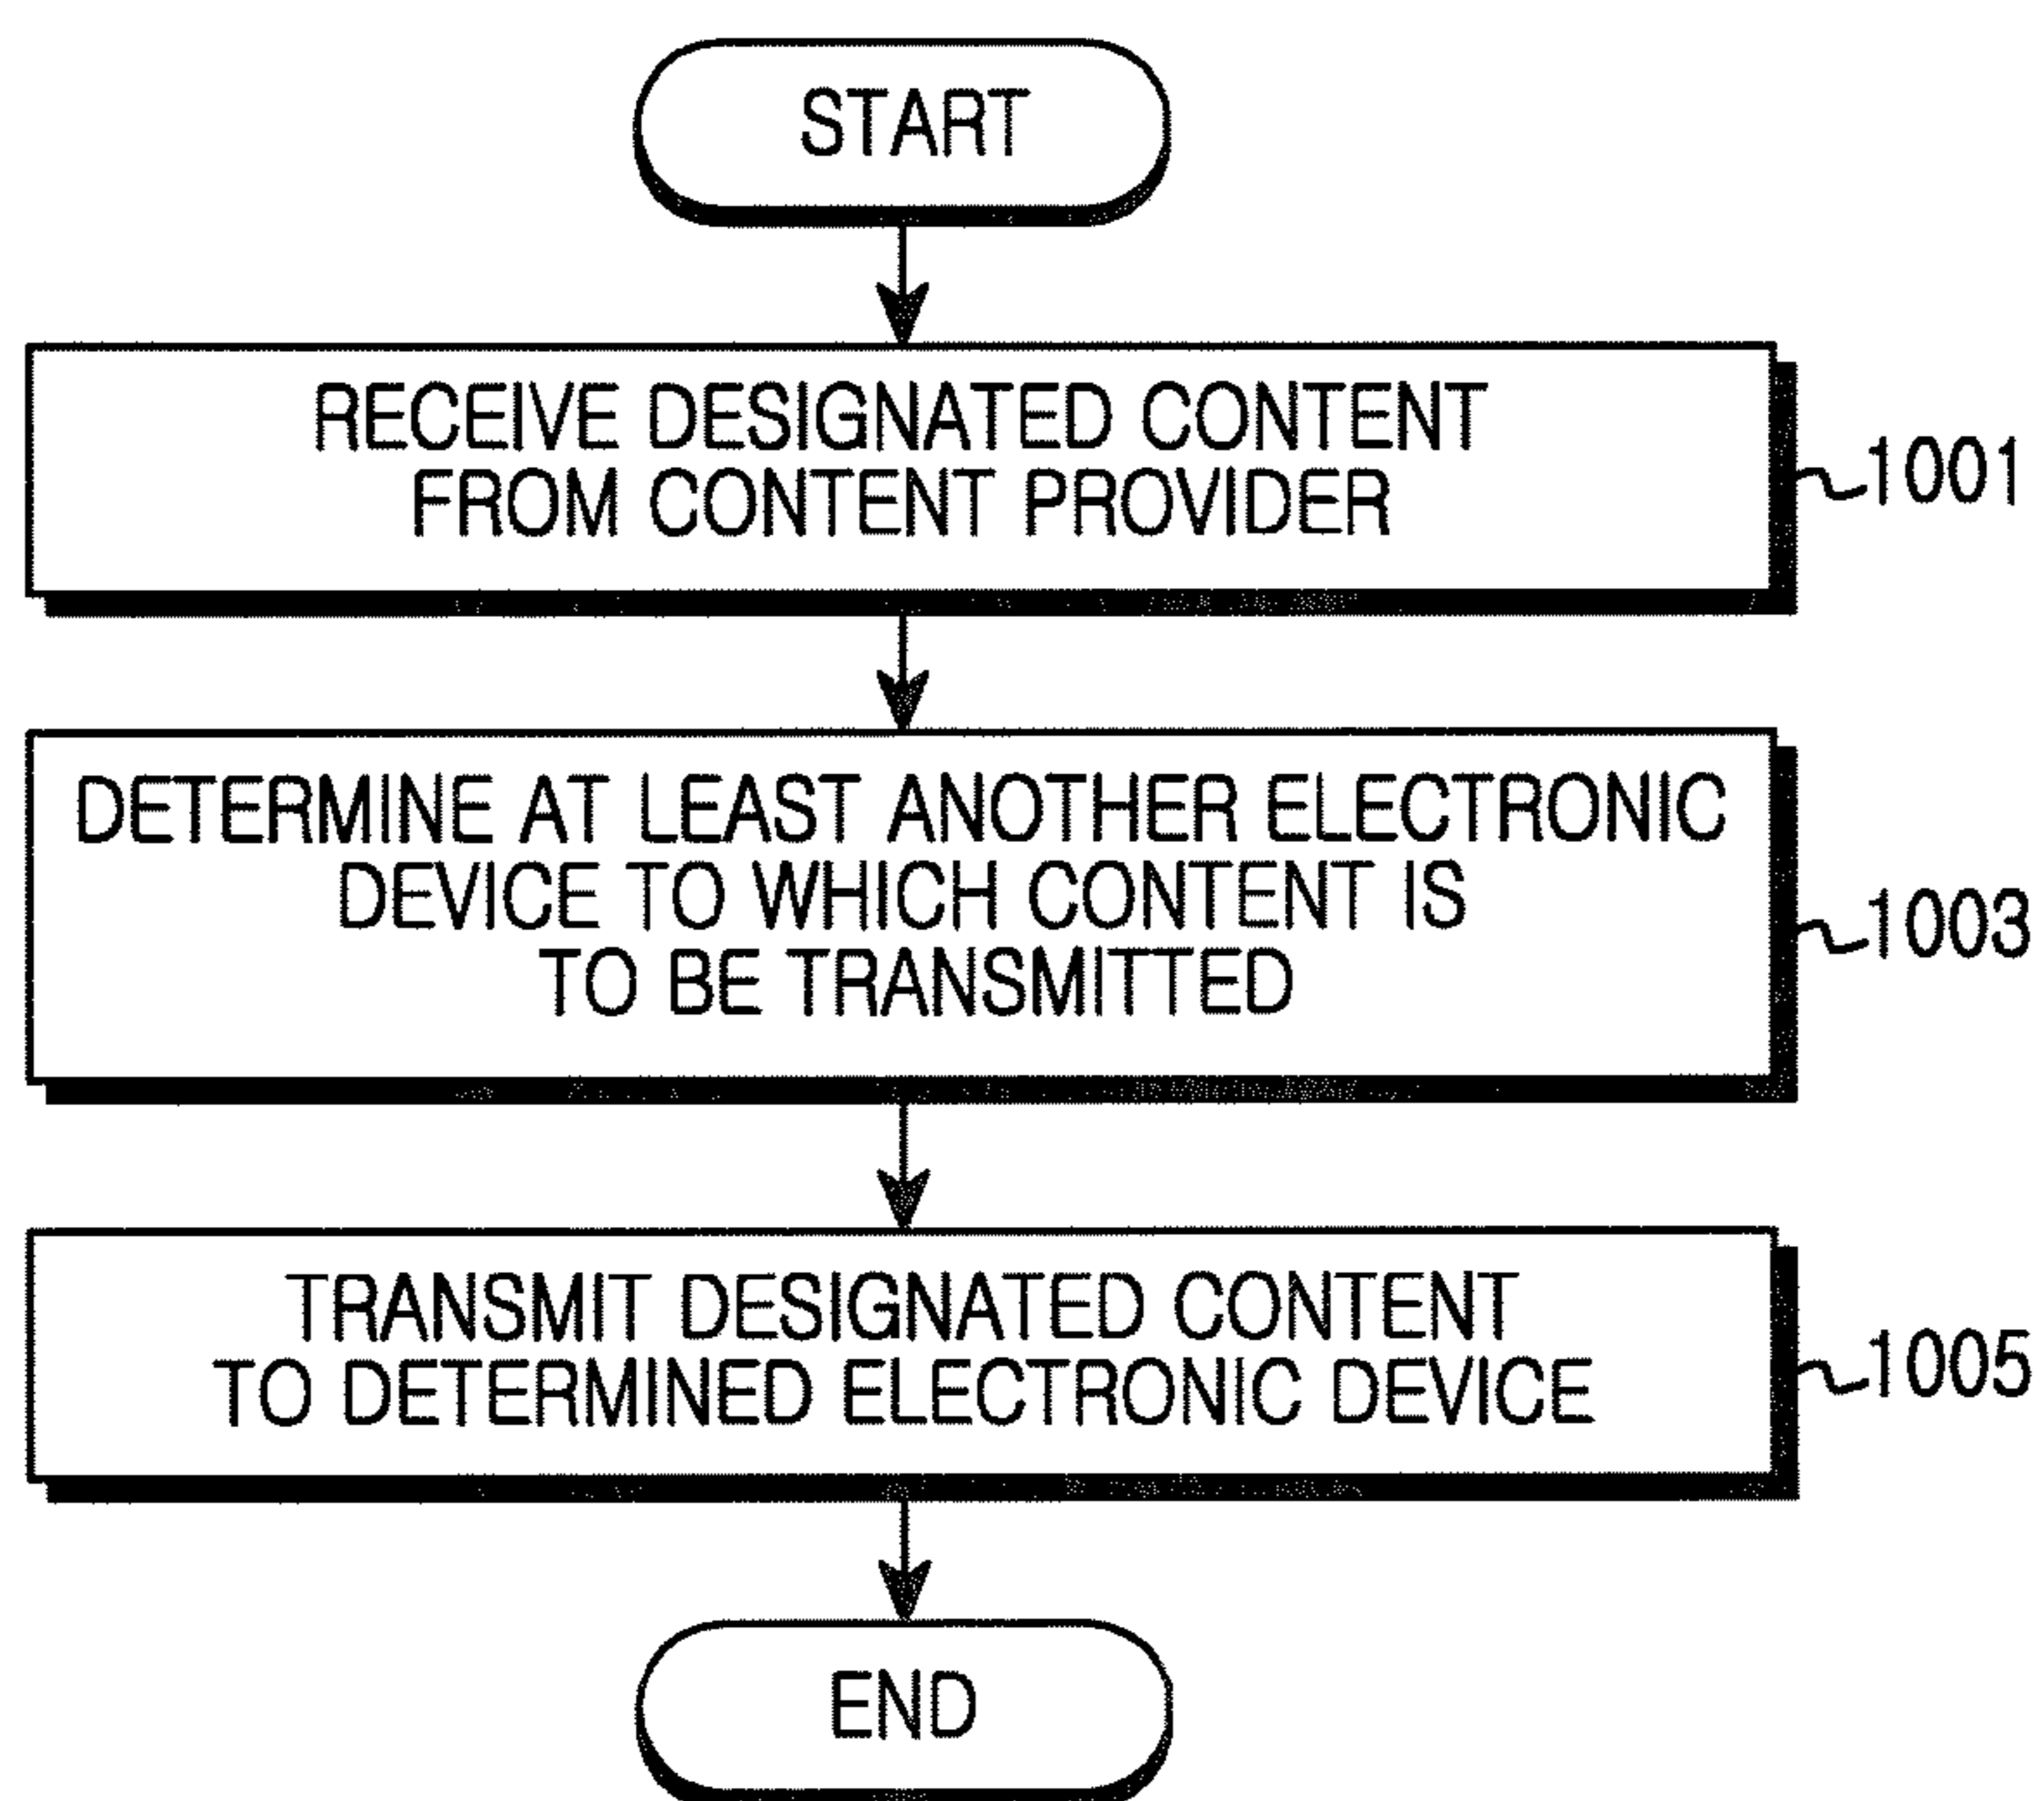 START
RECEIVE DESIGNATED CONTENT
FROM CONTENT PROVIDER
1001
DETERMINE AT LEAST ANOTHER ELECTRONIC
DEVICE TO WHICH CONTENT IS
TO BE TRANSMITTED
1003
TRANSMIT DESIGNATED CONTENT
TO DETERMINED ELECTRONIC DEVICE
1005
END